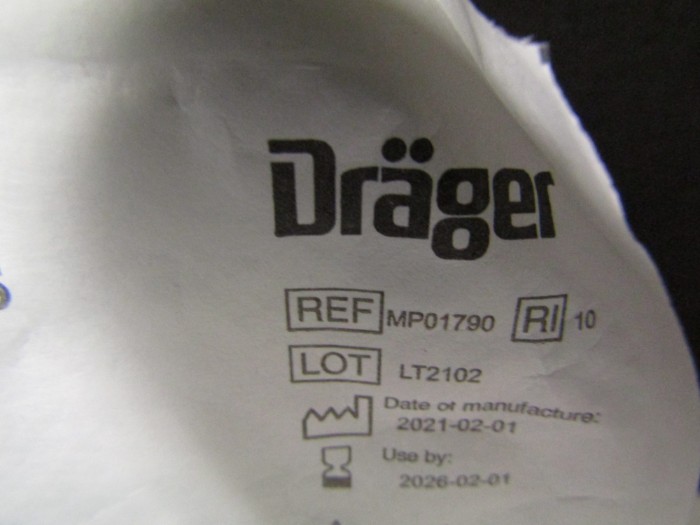 Dräger
REF MP01790 RI 10
LOT LT2102
Date of manufacture:
2021-02-01
Use by:
2026-02-01